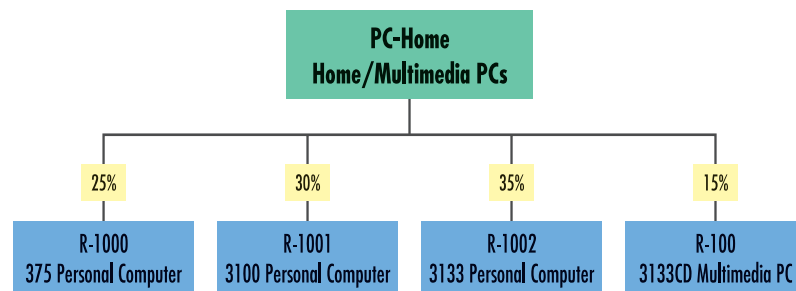 PC-Home
Home/Multimedia PCs
25%
30%
35%
15%
R-1000
375 Personal Computer
R-1001
3100 Personal Computer
R-1002
3133 Personal Computer
R-100
3133CD Multimedia PC